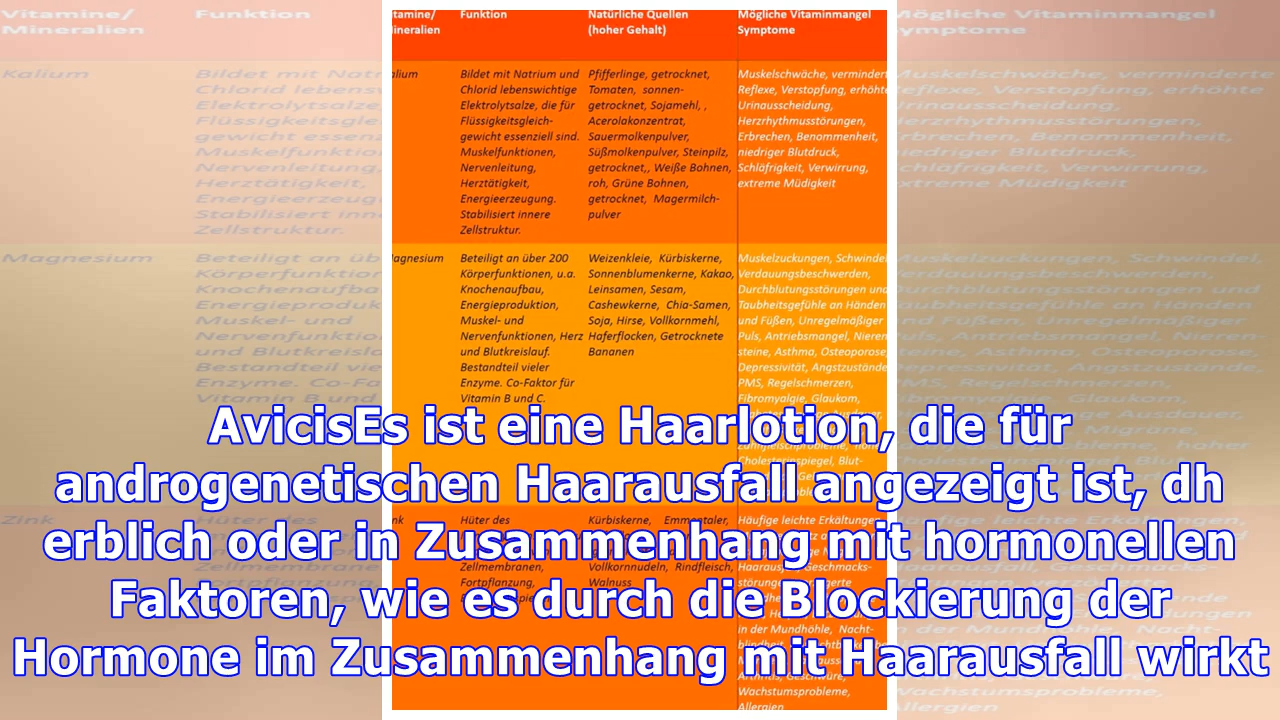 Funktion
Natürliche Quellen
(hoher Gehalt)
Mögliche Vitaminmangel
Symptome
Kalium
Bildet mit Natrium und
Chlorid lebenswichtige
Elektrolytsalze, die für
Flüssigkeitsgleich-
gewicht essenziell sind.
Muskelfunktionen,
Nervenleitung,
Herztätigkeit,
Energieerzeugung.
Stabilisiert innere
Zellstruktur.
Pfifferlinge, getrocknet,
Tomaten, sonnen-
getrocknet, Sojamehl, ,
Acerolakonzentrat,
Sauermolkenpulver,
Süßmolkenpulver, Steinpilz,
getrocknet,, Weiße Bohnen,
roh, Grüne Bohnen,
getrocknet, Magermilch-
pulver
Muskelschwäche, verminderte
Reflexe, Verstopfung, erhöhte
Urinausscheidung,
Herzrhythmusstörungen,
Erbrechen, Benommenheit,
niedriger Blutdruck,
Schläfrigkeit, Verwirrung,
extreme Müdigkeit
Magnesium
Beteiligt an über 200
Körperfunktionen, u.a.
Knochenaufbau,
Energieproduktion,
Muskel- und
Nervenfunktionen, Herz
und Blutkreislauf.
Bestandteil vieler
Enzyme. Co-Faktor für
Vitamin B und C.
Weizenkleie, Kürbiskerne,
Sonnenblumenkerne, Kakao,
Leinsamen, Sesam,
Cashewkerne, Chia-Samen,
Soja, Hirse, Vollkornmehl,
Haferflocken, Getrocknete
Bananen
Muskelzuckungen, Schwindel,
Verdauungsbeschwerden,
Durchblutungsstörungen und
Taubheitsgefühle an Händen
und Füßen, Unregelmäßiger
Puls, Antriebsmangel, Nieren-
steine, Asthma, Osteoporose,
Depressivität, Angstzustände,
PMS, Regelschmerzen,
Fibromyalgie, Glaukom,
Cholesterinspiegel, Blut-
Zink
Hüter des
Zellmembranen,
Fortpflanzung,
Kürbiskerne, Emmentaler,
Vollkornnudeln, Rindfleisch,
Walnuss
Häufige leichte Erkältungen,
in der Mundhöhle, Nacht-
Arthritis, Geschwüre,
Wachstumsprobleme,
Allergien
AvicisEs ist eine Haarlotion, die für
androgenetischen Haarausfall angezeigt ist, dh
erblich oder in Zusammenhang mit hormonellen
Faktoren, wie es durch die Blockierung der
Hormone im Zusammenhang mit Haarausfall wirkt